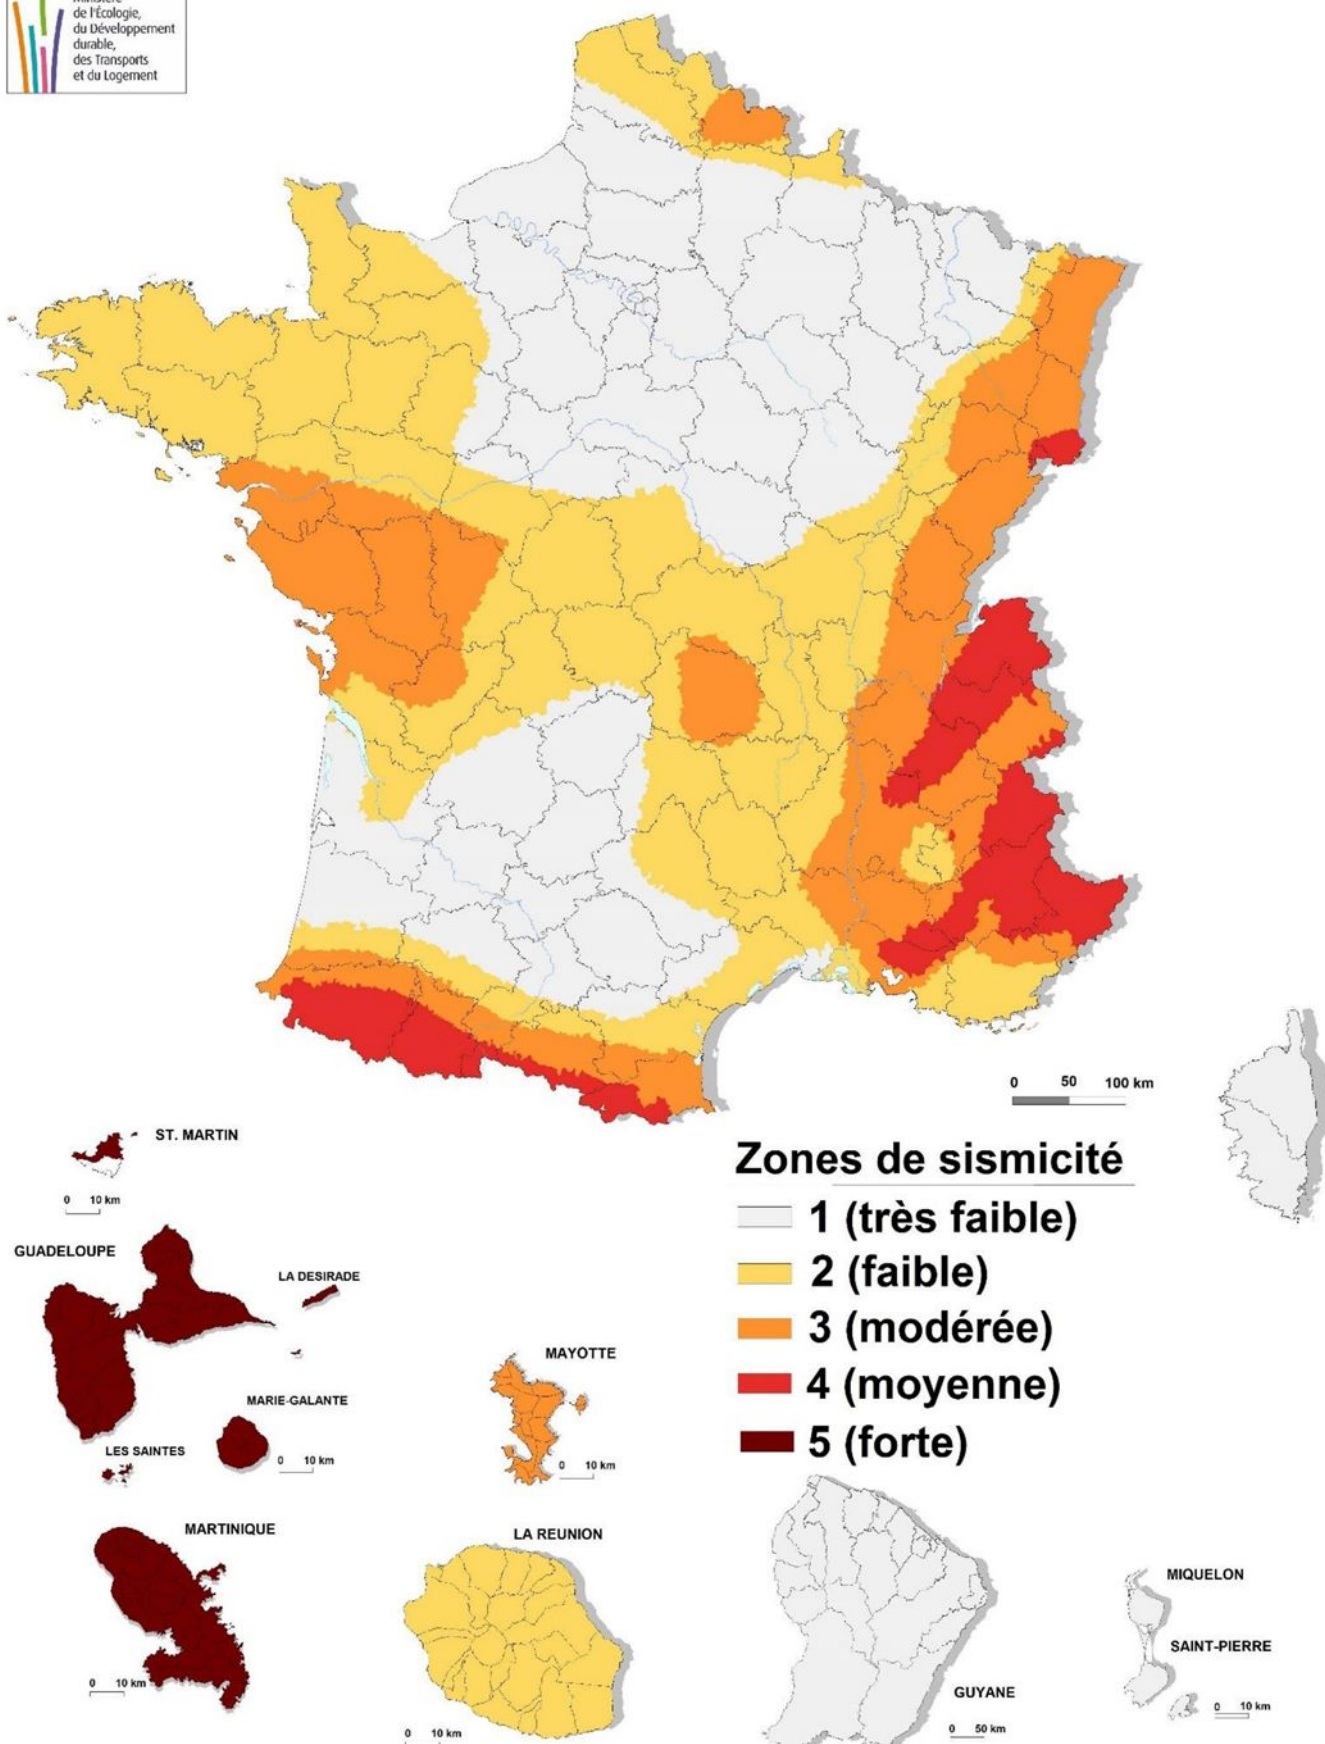 de l'Écologie,
du Développement
durable,
des Transports
et du Logement
0 50 100 km
ST. MARTIN
0 10 km
Zones de sismicité
1 (très faible)
2 (faible)
3 (modérée)
4 (moyenne)
5 (forte)
GUADELOUPE
LA DESIRADE
MARIE-GALANTE
0 10 km
LES SAINTES
MAYOTTE
0 10 km
MARTINIQUE
0 10 km
LA REUNION
0 10 km
GUYANE
0 50 km
MIQUELON
SAINT-PIERRE
0 10 km